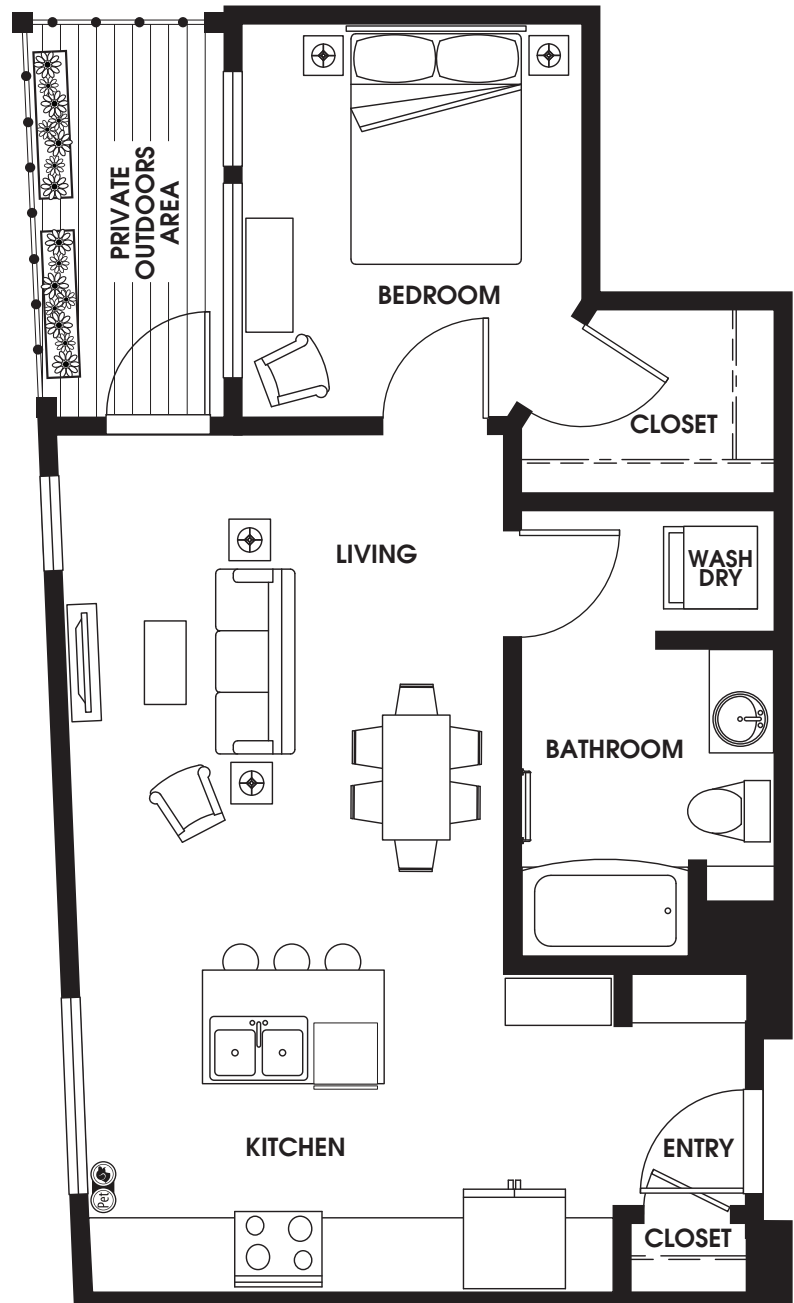 PRIVATE
OUTDOORS
AREA
BEDROOM
CLOSET
LIVING
WASH
DRY
BATHROOM
KITCHEN
ENTRY
Pet
CLOSET